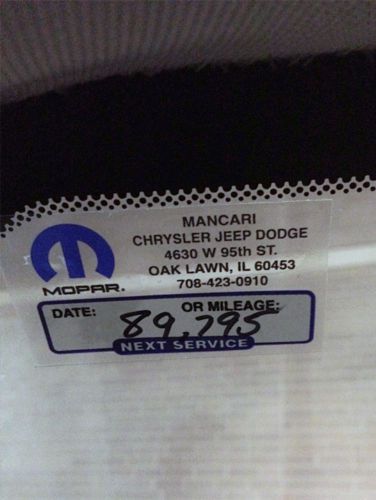 MANCARI
CHRYSLER JEEP DODGE
4630 W 95th ST.
OAK LAWN, IL 60453
708-423-0910
MOPAR.
DATE: OR MILEAGE:
89,795
NEXT SERVICE